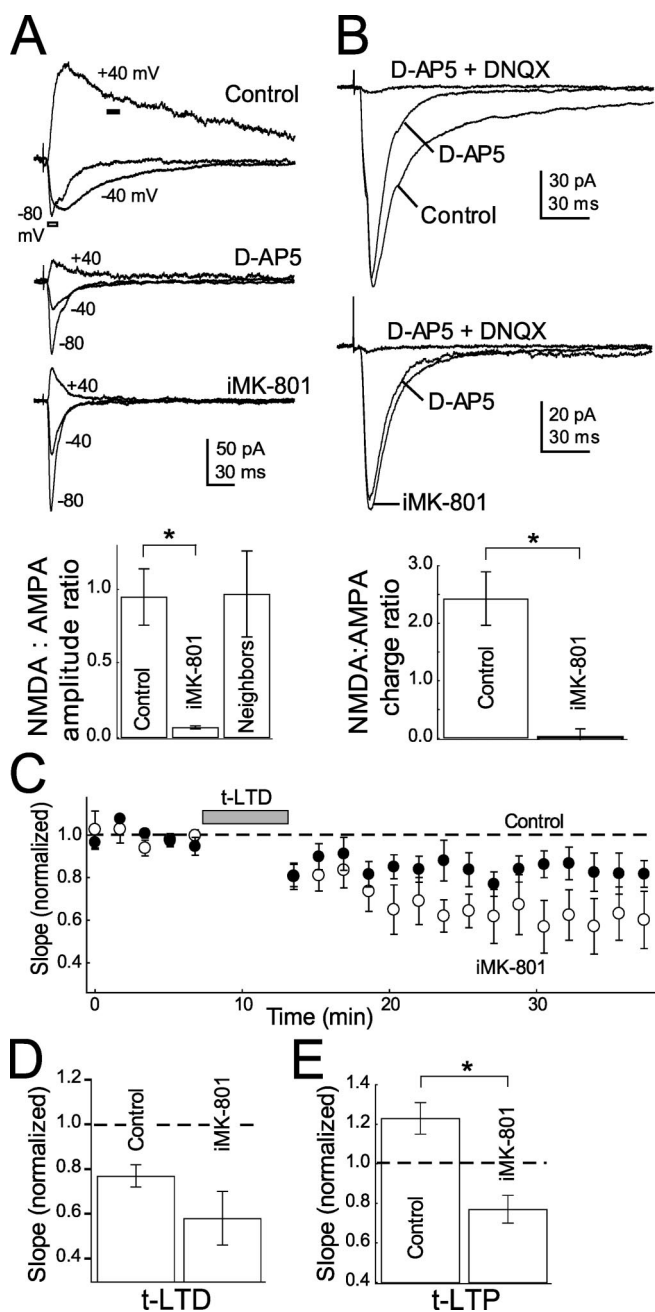 A
+40 mV
Control
-40 mV
-80
mV
+40
D-AP5
-40
-80
+40
iMK-801
-40
50 pA
30 ms
-80
*
NMDA : AMPA
amplitude ratio
1.0
0.5
0.0
Control
iMK-801
Neighbors
B
D-AP5 + DNQX
D-AP5
Control
30 pA
30 ms
D-AP5 + DNQX
D-AP5
20 pA
30 ms
iMK-801
*
NMDA:AMPA
charge ratio
3.0
2.0
1.0
0.0
Control
iMK-801
C
t-LTD
Control
iMK-801
Slope (normalized)
1.0
0.8
0.6
0.4
0
10
20
30
Time (min)
D
Slope (normalized)
1.2
1.0
0.8
0.6
0.4
Control
iMK-801
t-LTD
E
*
Slope (normalized)
1.4
1.2
1.0
0.8
0.6
0.4
Control
iMK-801
t-LTP